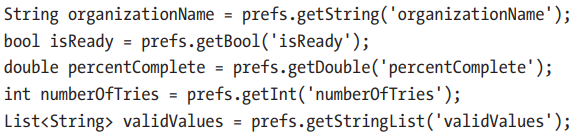 String organizationName = prefs.getString('organizationName');
bool isReady = prefs.getBool('isReady');
double percentComplete = prefs.getDouble('percentComplete');
int numberOfTries = prefs.getInt('numberOfTries');
List<String> validValues = prefs.getStringList('validValues');